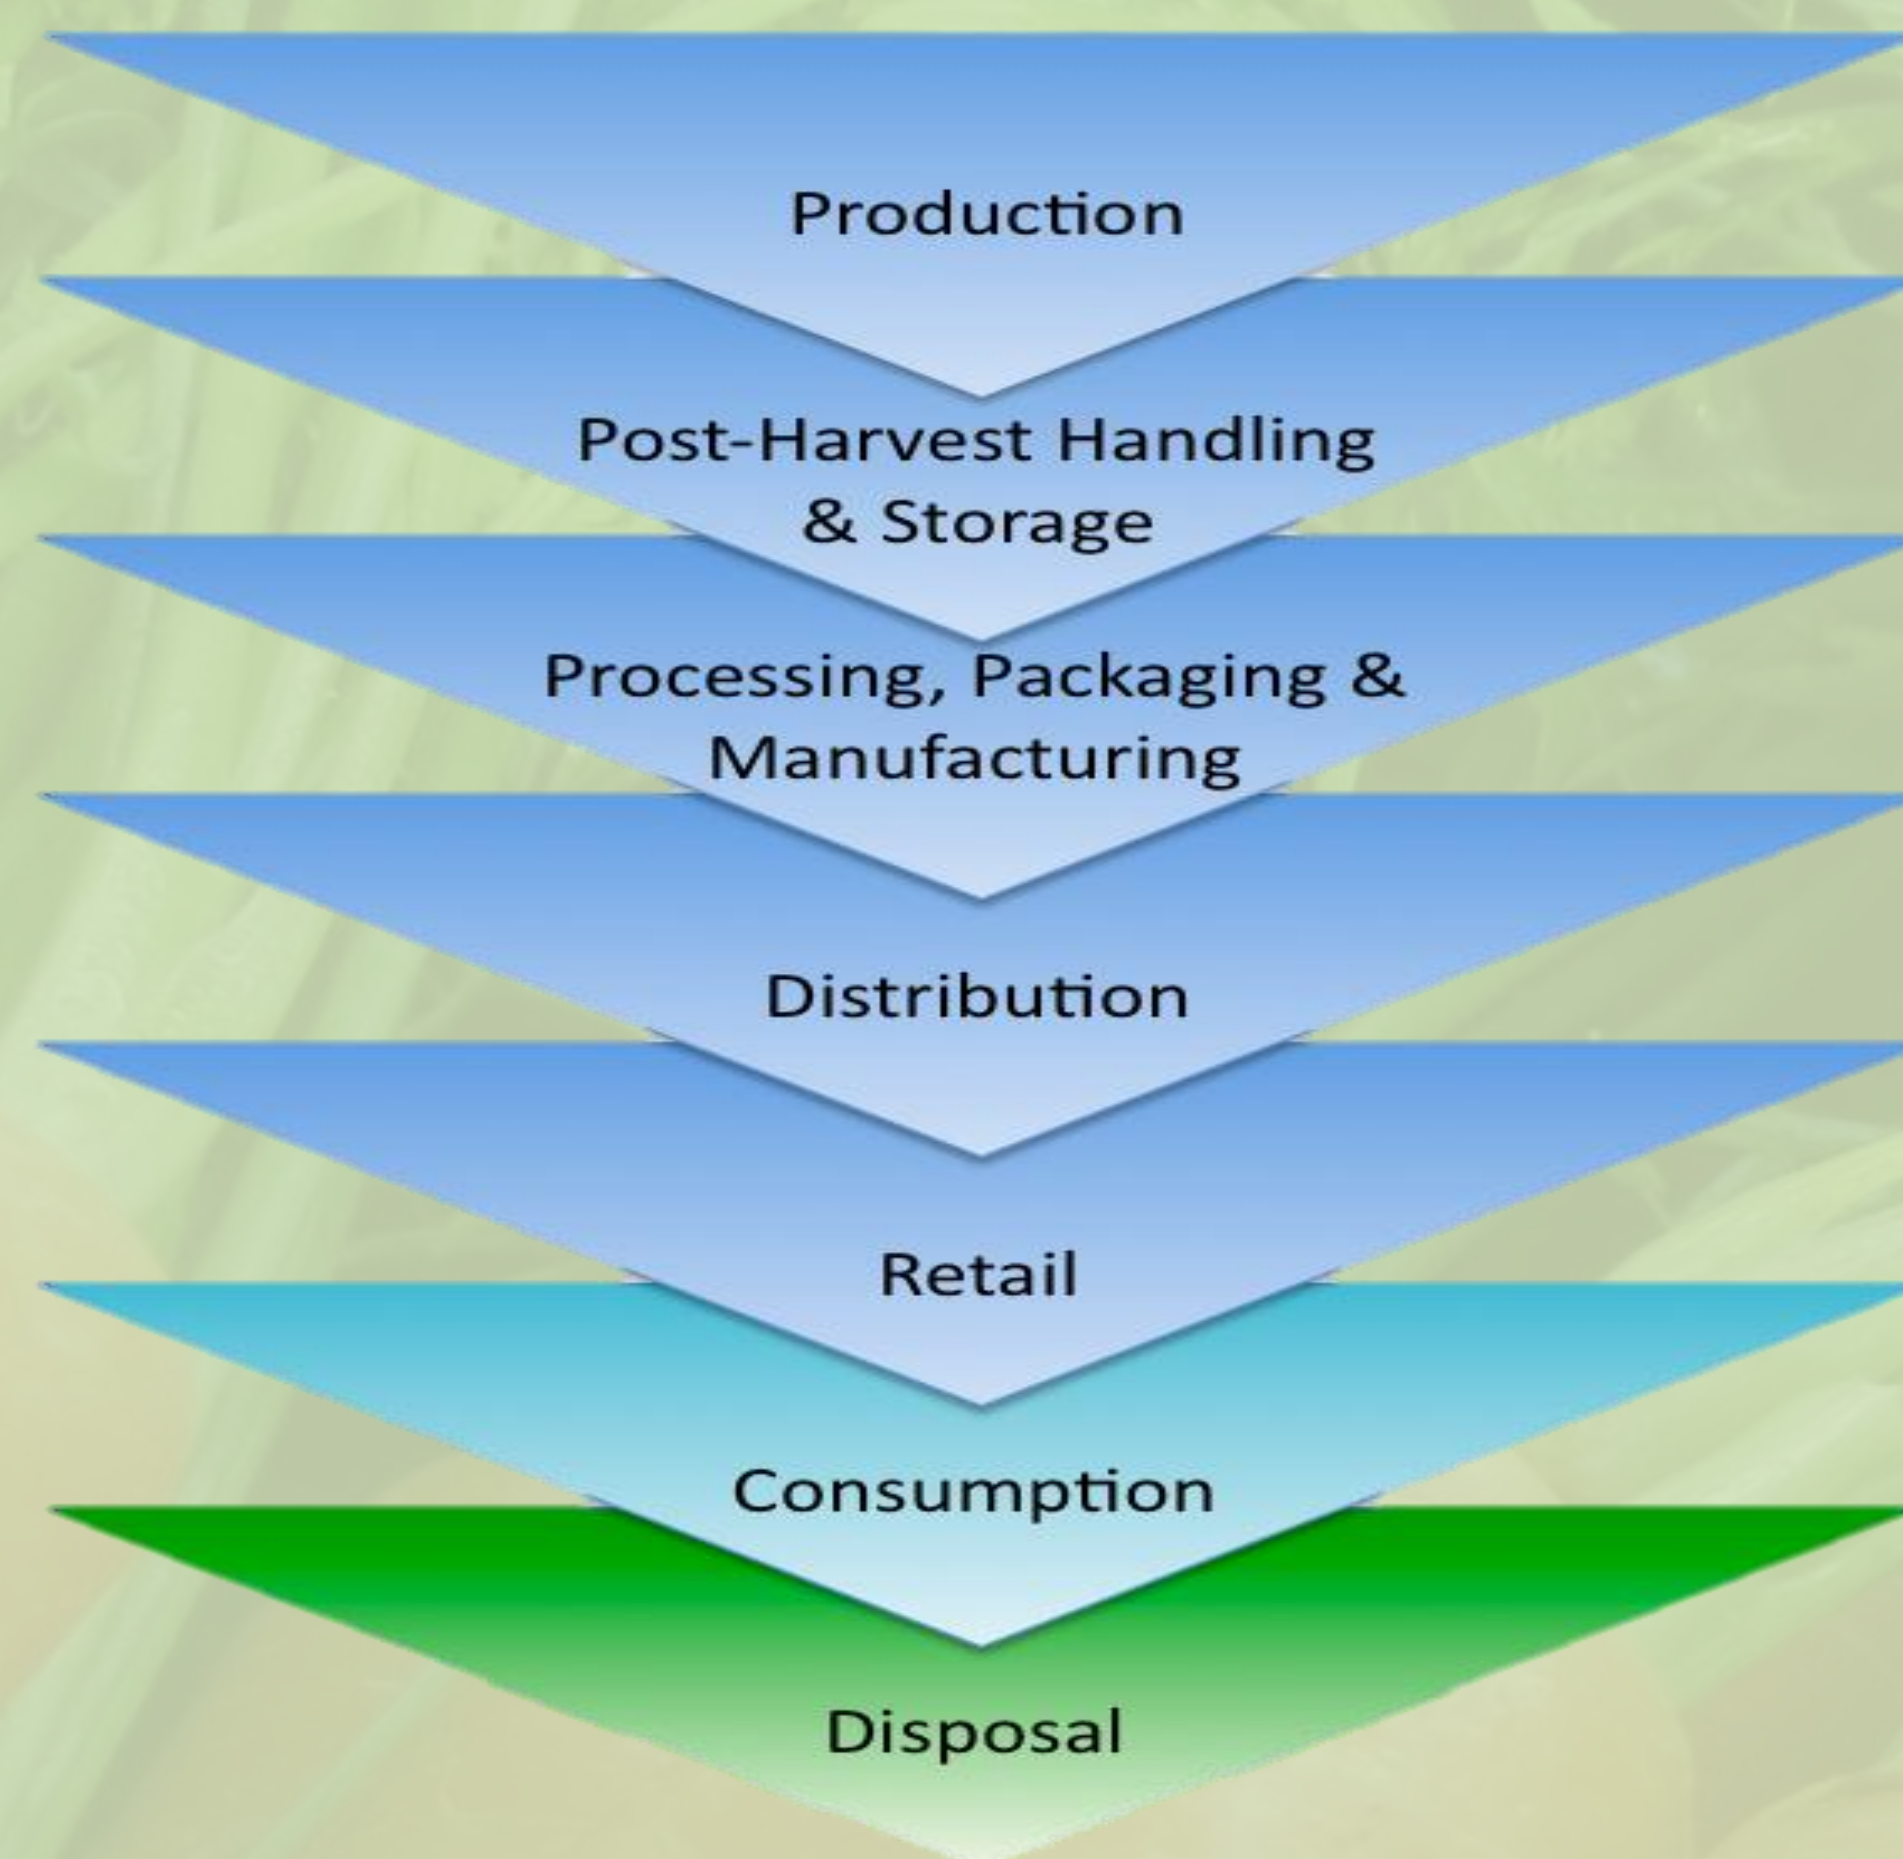 Production
Post-Harvest Handling
& Storage
Processing, Packaging &
Manufacturing
Distribution
Retail
Consumption
Disposal